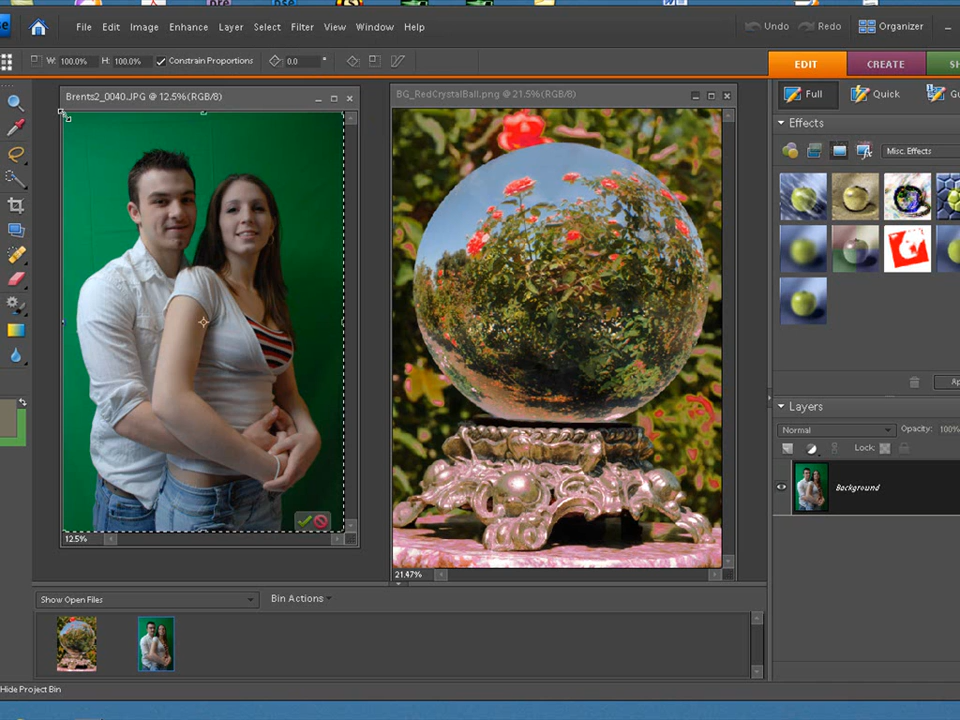 File Edit Image Enhance Layer Select Filter View Window Help
Undo Redo Organizer
W: 100.0% H: 100.0% Constrain Proportions 0.0 °
EDIT CREATE SH
Brents2_0040.JPG @ 12.5%(RGB/8)
BG_RedCrystalBall.png @ 21.5%(RGB/8)
Full Quick Gu
Effects
Misc. Effects
Ap
Layers
Normal Opacity: 100%
Lock:
Background
12.5%
21.47%
Show Open Files Bin Actions
Hide Project Bin